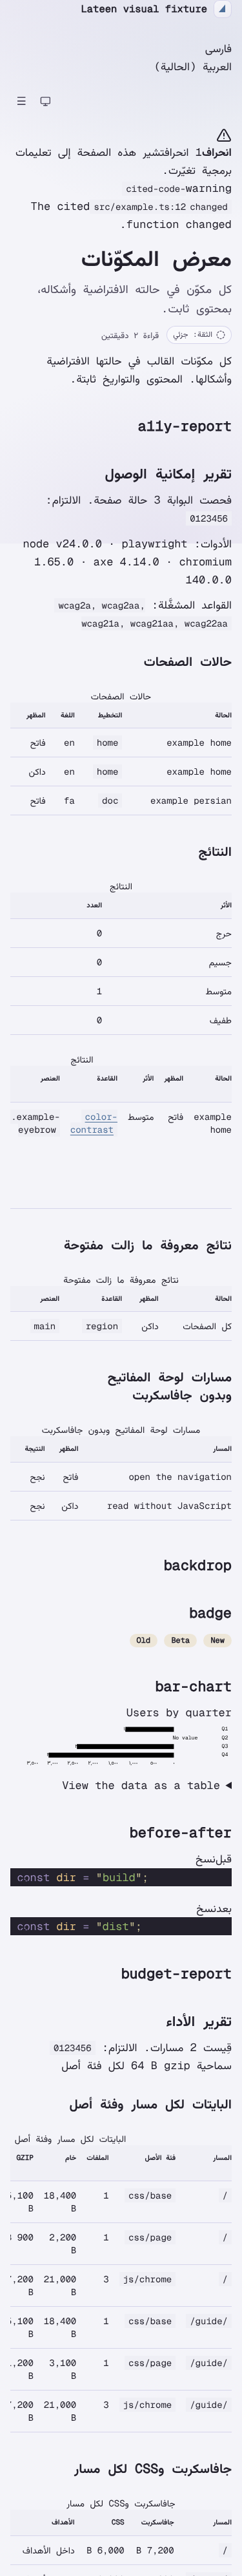 Lateen visual fixture
فارسی
العربية (الحالية)
انحراف1 انحرافتشير هذه الصفحة إلى تعليمات
برمجية تغيّرت.
cited-code-warning
The cited src/example.ts:12 changed
function changed.
معرض المكوّنات
كل مكوّن في حالته الافتراضية وأشكاله،
بمحتوى ثابت.
الثقة: جزئي
قراءة ٢ دقيقتين
كل مكوّنات القالب في حالتها الافتراضية
وأشكالها. المحتوى والتواريخ ثابتة.
a11y-report
تقرير إمكانية الوصول
فحصت البوابة 3 حالة صفحة. الالتزام:
0123456
الأدوات: node v24.0.0 · playwright
1.65.0 · axe 4.14.0 · chromium
140.0.0
القواعد المشغَّلة: wcag2a, wcag2aa,
wcag21a, wcag21aa, wcag22aa
حالات الصفحات
حالات الصفحات
الحالة التخطيط اللغة المظهر
example home home en فاتح
example home home en داكن
example persian doc fa فاتح
النتائج
النتائج
الأثر العدد
حرج 0
جسيم 0
متوسط 1
طفيف 0
النتائج
الحالة المظهر الأثر القاعدة العنصر
example home فاتح متوسط color-contrast .example-eyebrow
نتائج معروفة ما زالت مفتوحة
نتائج معروفة ما زالت مفتوحة
الحالة المظهر القاعدة العنصر
كل الصفحات داكن region main
مسارات لوحة المفاتيح
وبدون جافاسكربت
مسارات لوحة المفاتيح وبدون جافاسكربت
المسار المظهر النتيجة
open the navigation فاتح نجح
read without JavaScript داكن نجح
backdrop
badge
New Beta Old
bar-chart
Users by quarter
Q1
Q2 No value
Q3
Q4
View the data as a table
before-after
قبل نسخ
const dir = "build";
بعد نسخ
const dir = "dist";
budget-report
تقرير الأداء
قيست 2 مسارات. الالتزام: 0123456
سماحية 64 B gzip لكل فئة أصل
البايتات لكل مسار وفئة أصل
البايتات لكل مسار وفئة أصل
المسار فئة الأصل الملفات خام GZIP
/ css/base 1 18,400 B
/ css/page 1 2,200 B 900
/ js/chrome 3 21,000 B
/guide/ css/base 1 18,400 B
/guide/ css/page 1 3,100 B
/guide/ js/chrome 3 21,000 B
جافاسكربت وCSS لكل مسار
جافاسكربت وCSS لكل مسار
المسار جافاسكربت CSS الأهداف
/ 7,200 B 6,000 B داخل الأهداف